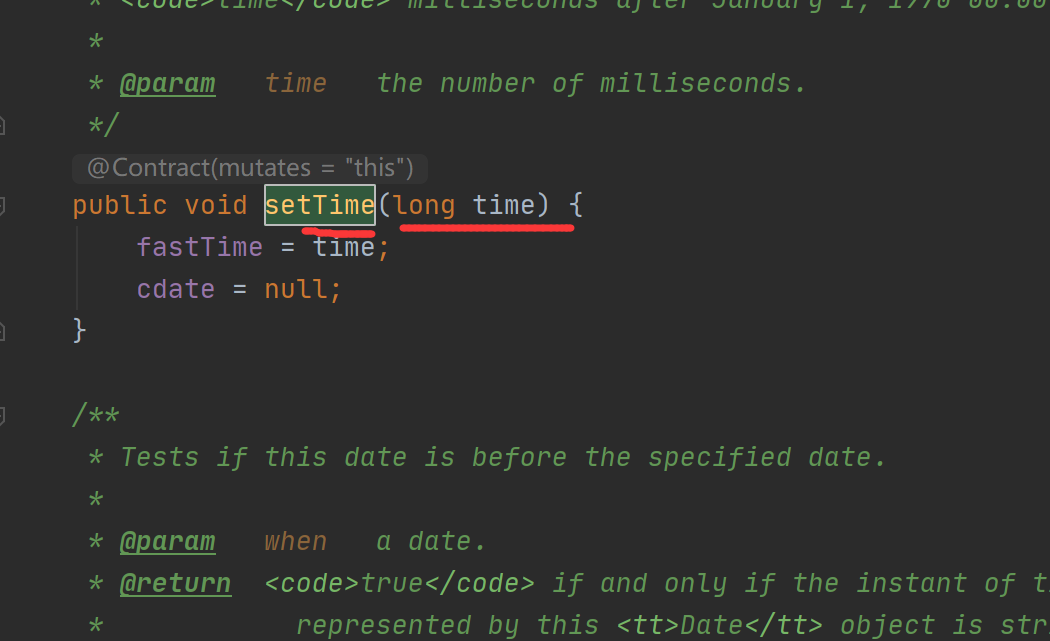 * <code>time</code> milliseconds after January 1, 1970 00:00
*
* @param time the number of milliseconds.
*/
@Contract(mutates = "this")
public void setTime(long time) {
fastTime = time;
cdate = null;
}
/**
* Tests if this date is before the specified date.
*
* @param when a date.
* @return <code>true</code> if and only if the instant of
* represented by this <tt>Date</tt> object is